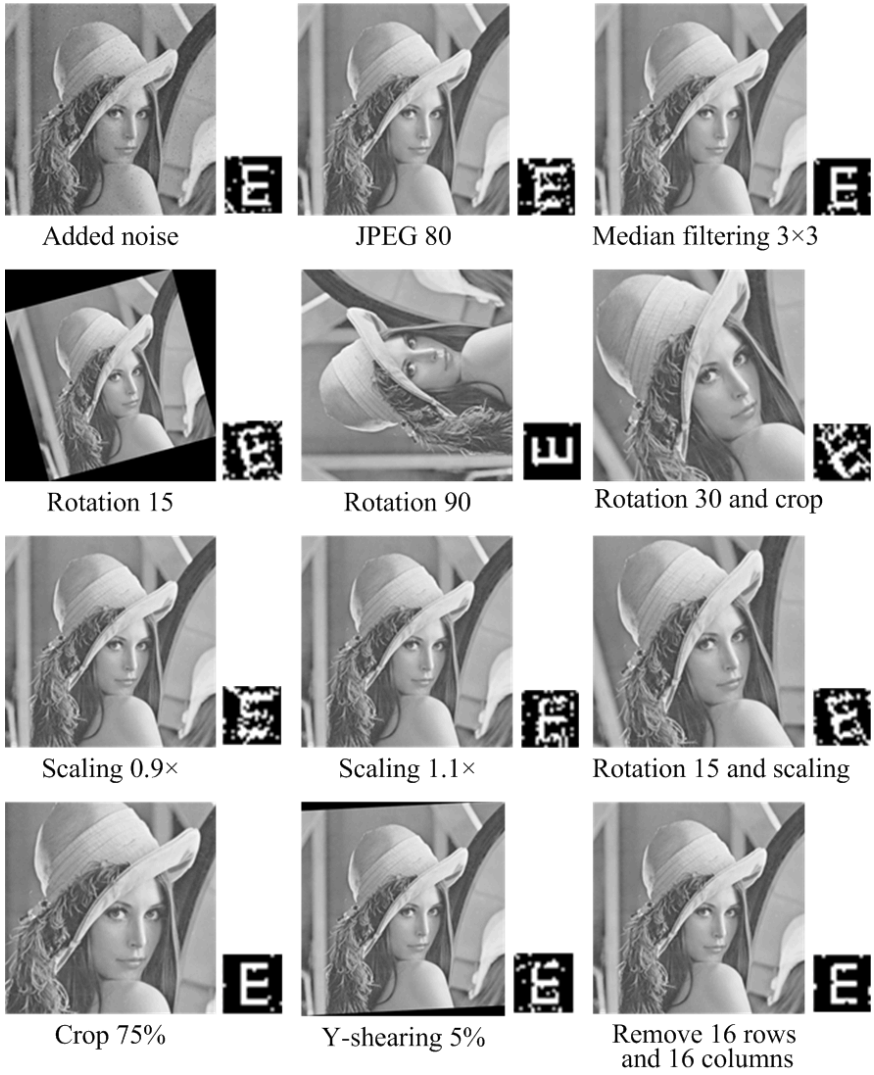 E
E
E
Added noise
JPEG 80
Median filtering 3×3
E
E
E
Rotation 15
Rotation 90
Rotation 30 and crop
E
E
E
Scaling 0.9×
Scaling 1.1×
Rotation 15 and scaling
E
E
E
Crop 75%
Y-shearing 5%
Remove 16 rows
and 16 columns